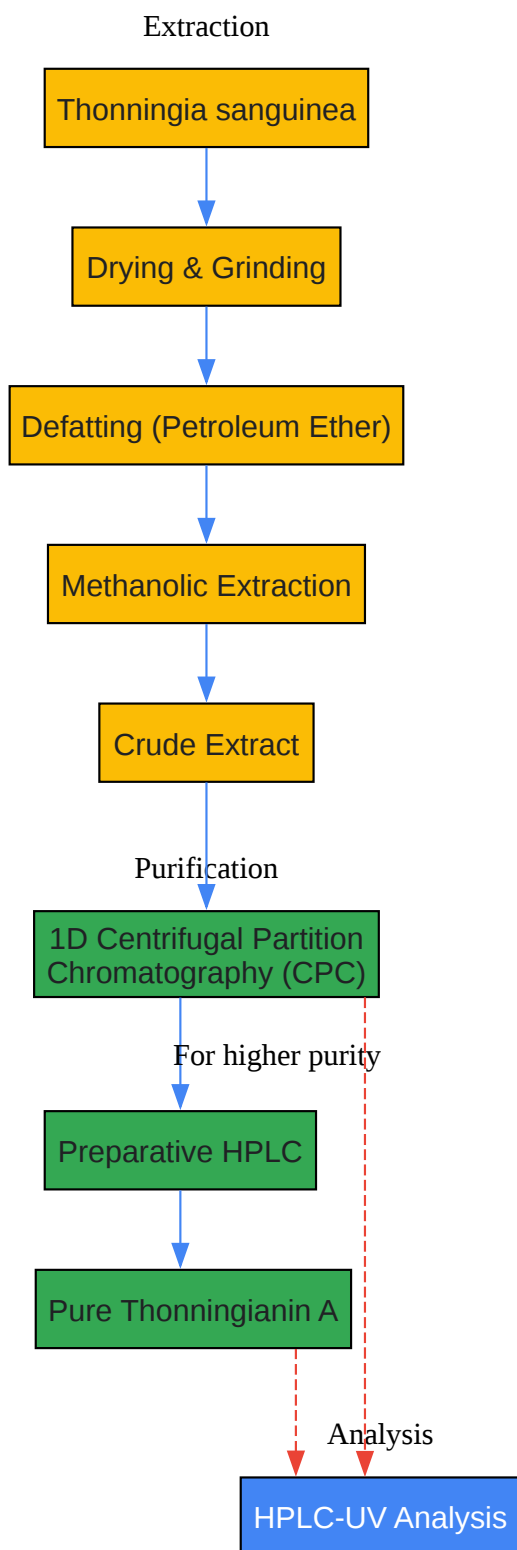 Extraction
Thonningia sanguinea
Drying & Grinding
Defatting (Petroleum Ether)
Methanolic Extraction
Crude Extract
Purification
1D Centrifugal Partition
Chromatography (CPC)
For higher purity
Preparative HPLC
Pure Thonningianin A
Analysis
HPLC-UV Analysis